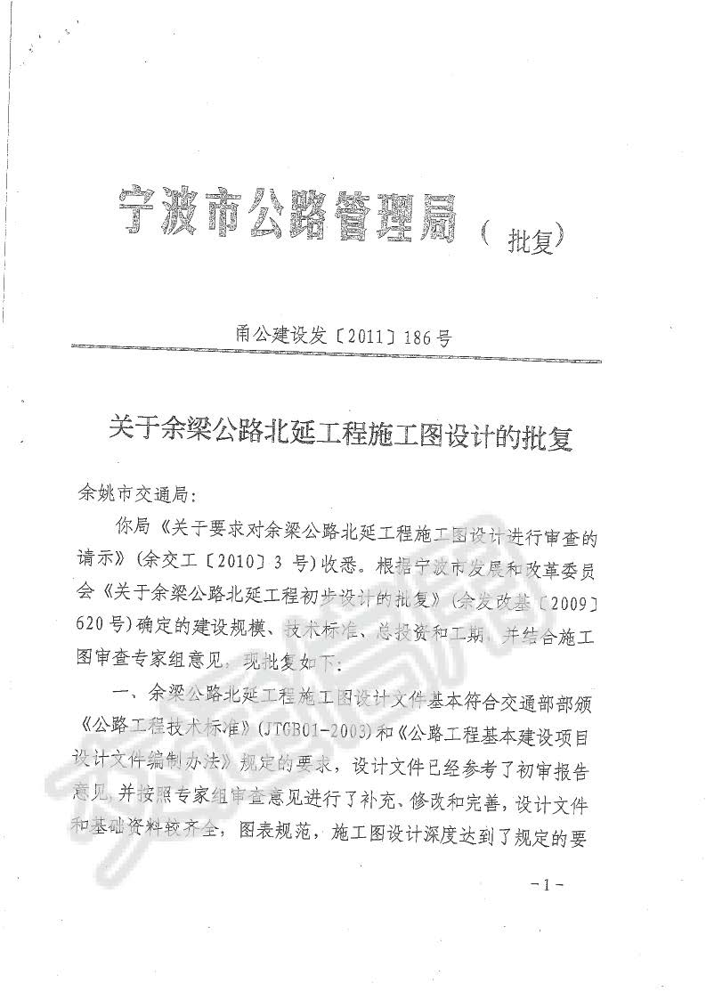 宁波市公路管理局（批复）
甬公建设发〔2011〕186号
关于余梁公路北延工程施工图设计的批复
余姚市交通局：
你局《关于要求对余梁公路北延工程施工图设计进行审查的
请示》(余交工〔2010〕3 号)收悉。根据宁波市发展和改革委员
会《关于余梁公路北延工程初步设计的批复》(余发改基〔2009〕
620号)确定的建设规模、技术标准、总投资和工期，并结合施工
图审查专家组意见，现批复如下：
一、余梁公路北延工程施工图设计文件基本符合交通部部颁
《公路工程技术标准》(JTGB01-2003)和《公路工程基本建设项目
设计文件编制办法》规定的要求，设计文件已经参考了初审报告
意见，并按照专家组审查意见进行了补充、修改和完善，设计文件
和基础资料较齐全，图表规范，施工图设计深度达到了规定的要
-1-